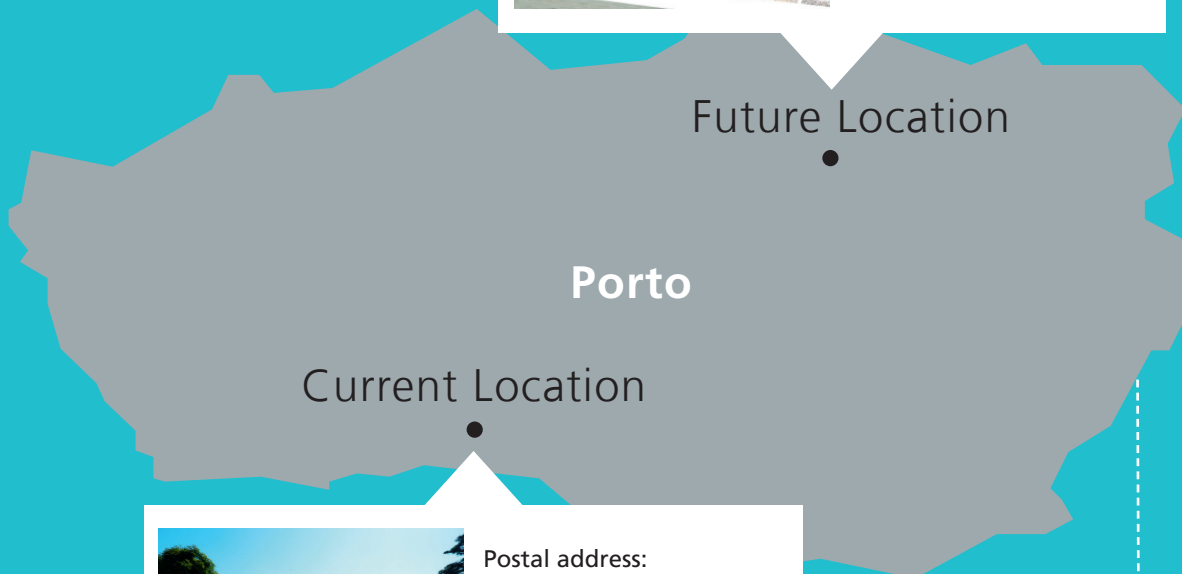 Future Location
Porto
Current Location
Postal address: